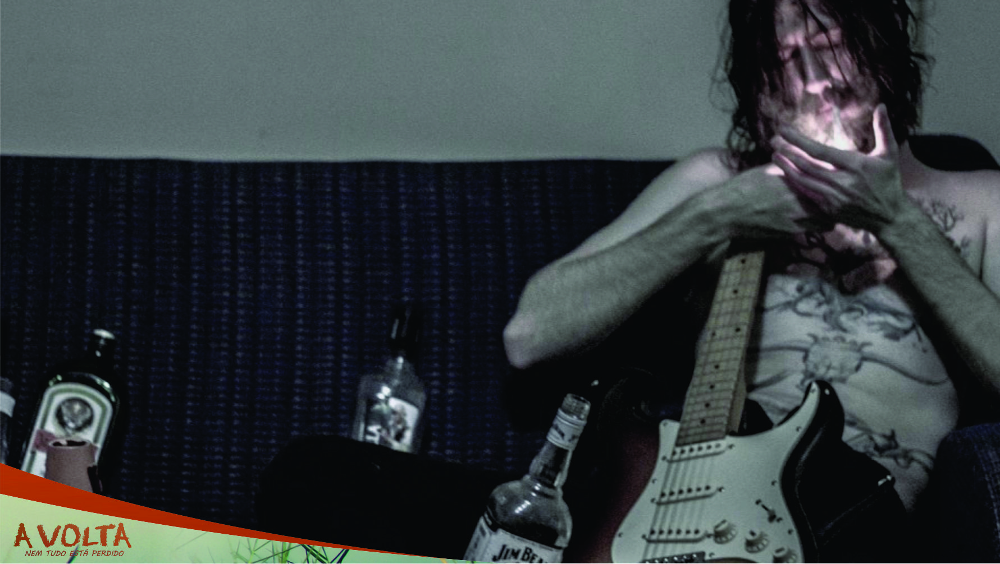 JIM BEA
A VOLTA
NEM TUDO ESTÁ PERDIDO